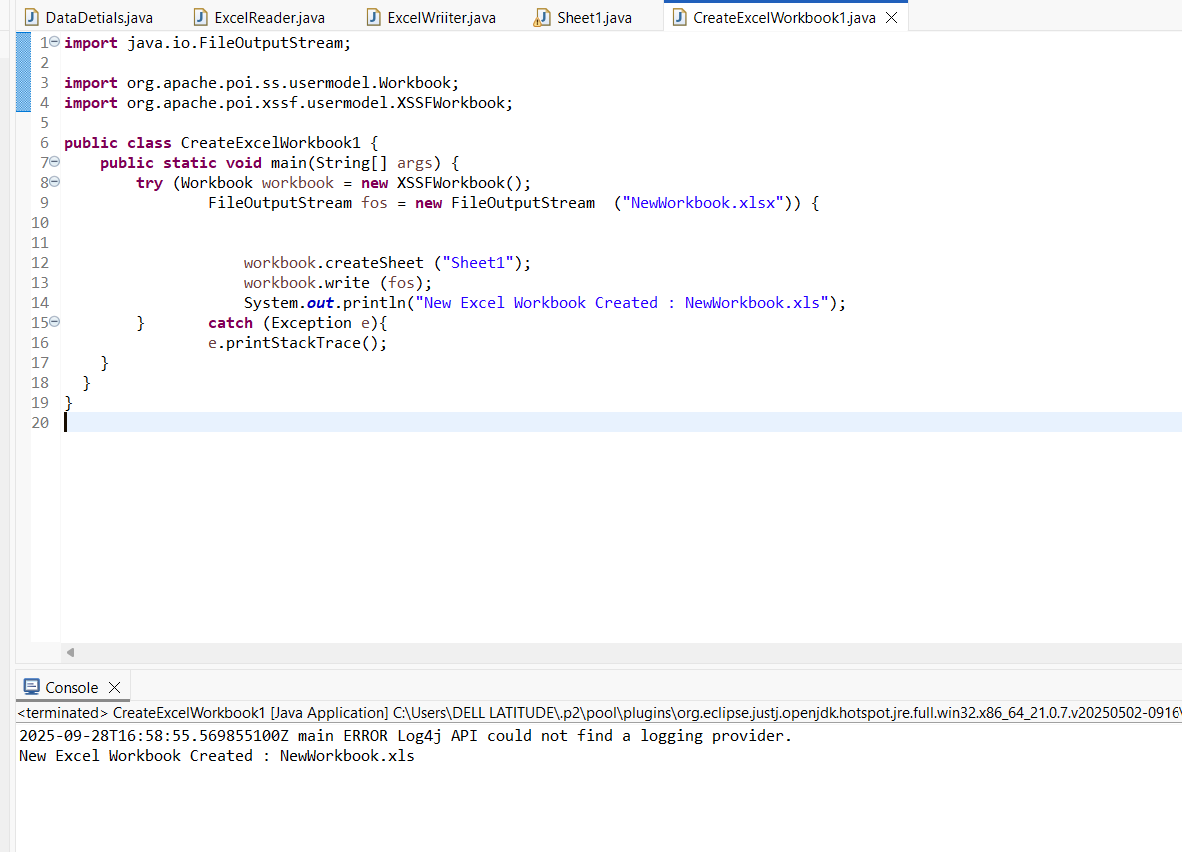 DataDetials.java ExcelReader.java ExcelWriiter.java Sheet1.java CreateExcelWorkbook1.java
1 import java.io.FileOutputStream;
2
3 import org.apache.poi.ss.usermodel.Workbook;
4 import org.apache.poi.xssf.usermodel.XSSFWorkbook;
5
6 public class CreateExcelWorkbook1 {
7     public static void main(String[] args) {
8         try (Workbook workbook = new XSSFWorkbook();
9                 FileOutputStream fos = new FileOutputStream  ("NewWorkbook.xlsx")) {
10
11
12                     workbook.createSheet ("Sheet1");
13                     workbook.write (fos);
14                     System.out.println("New Excel Workbook Created : NewWorkbook.xls");
15         }       catch (Exception e){
16                 e.printStackTrace();
17     }
18   }
19 }
20
Console
<terminated> CreateExcelWorkbook1 [Java Application] C:\Users\DELL LATITUDE\.p2\pool\plugins\org.eclipse.justj.openjdk.hotspot.jre.full.win32.x86_64_21.0.7.v20250502-0916\
2025-09-28T16:58:55.569855100Z main ERROR Log4j API could not find a logging provider.
New Excel Workbook Created : NewWorkbook.xls